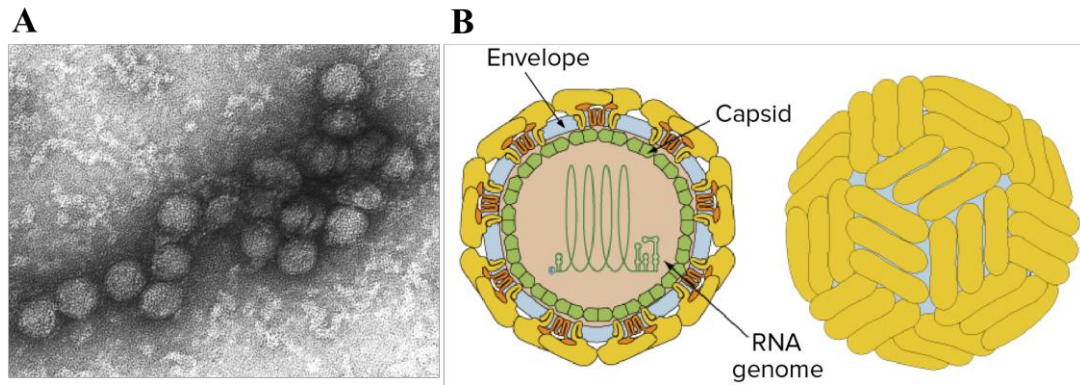 A
B
Envelope
Capsid
RNA
genome